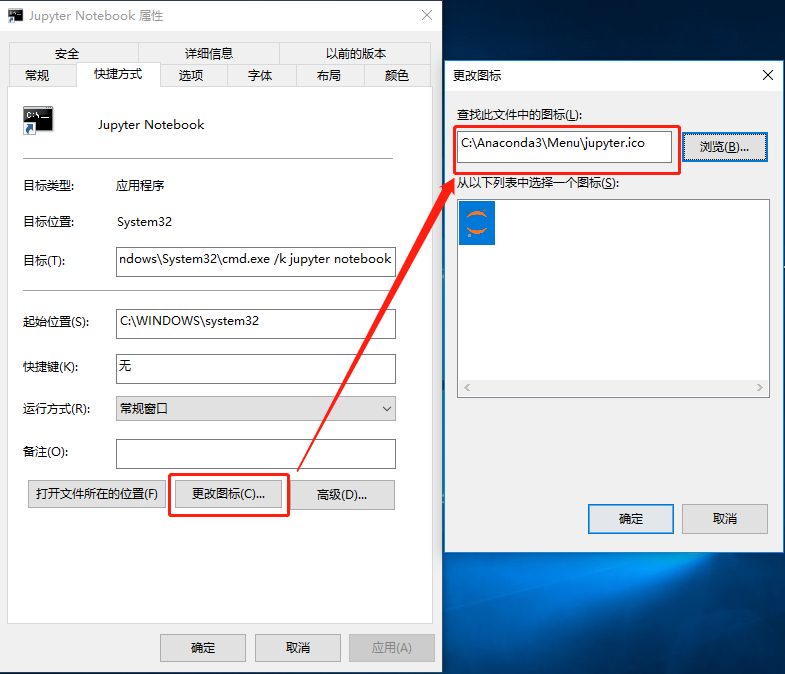 Jupyter Notebook 属性
安全 详细信息 以前的版本
常规 快捷方式 选项 字体 布局 颜色
C:\
Jupyter Notebook
目标类型: 应用程序
目标位置: System32
目标(T): ndows\System32\cmd.exe /k jupyter notebook
起始位置(S): C:\WINDOWS\system32
快捷键(K): 无
运行方式(R): 常规窗口
备注(O):
打开文件所在的位置(F) 更改图标(C)... 高级(D)...
确定 取消 应用(A)
更改图标
查找此文件中的图标(L):
C:\Anaconda3\Menu\jupyter.ico 浏览(B)...
从以下列表中选择一个图标(S):
确定 取消